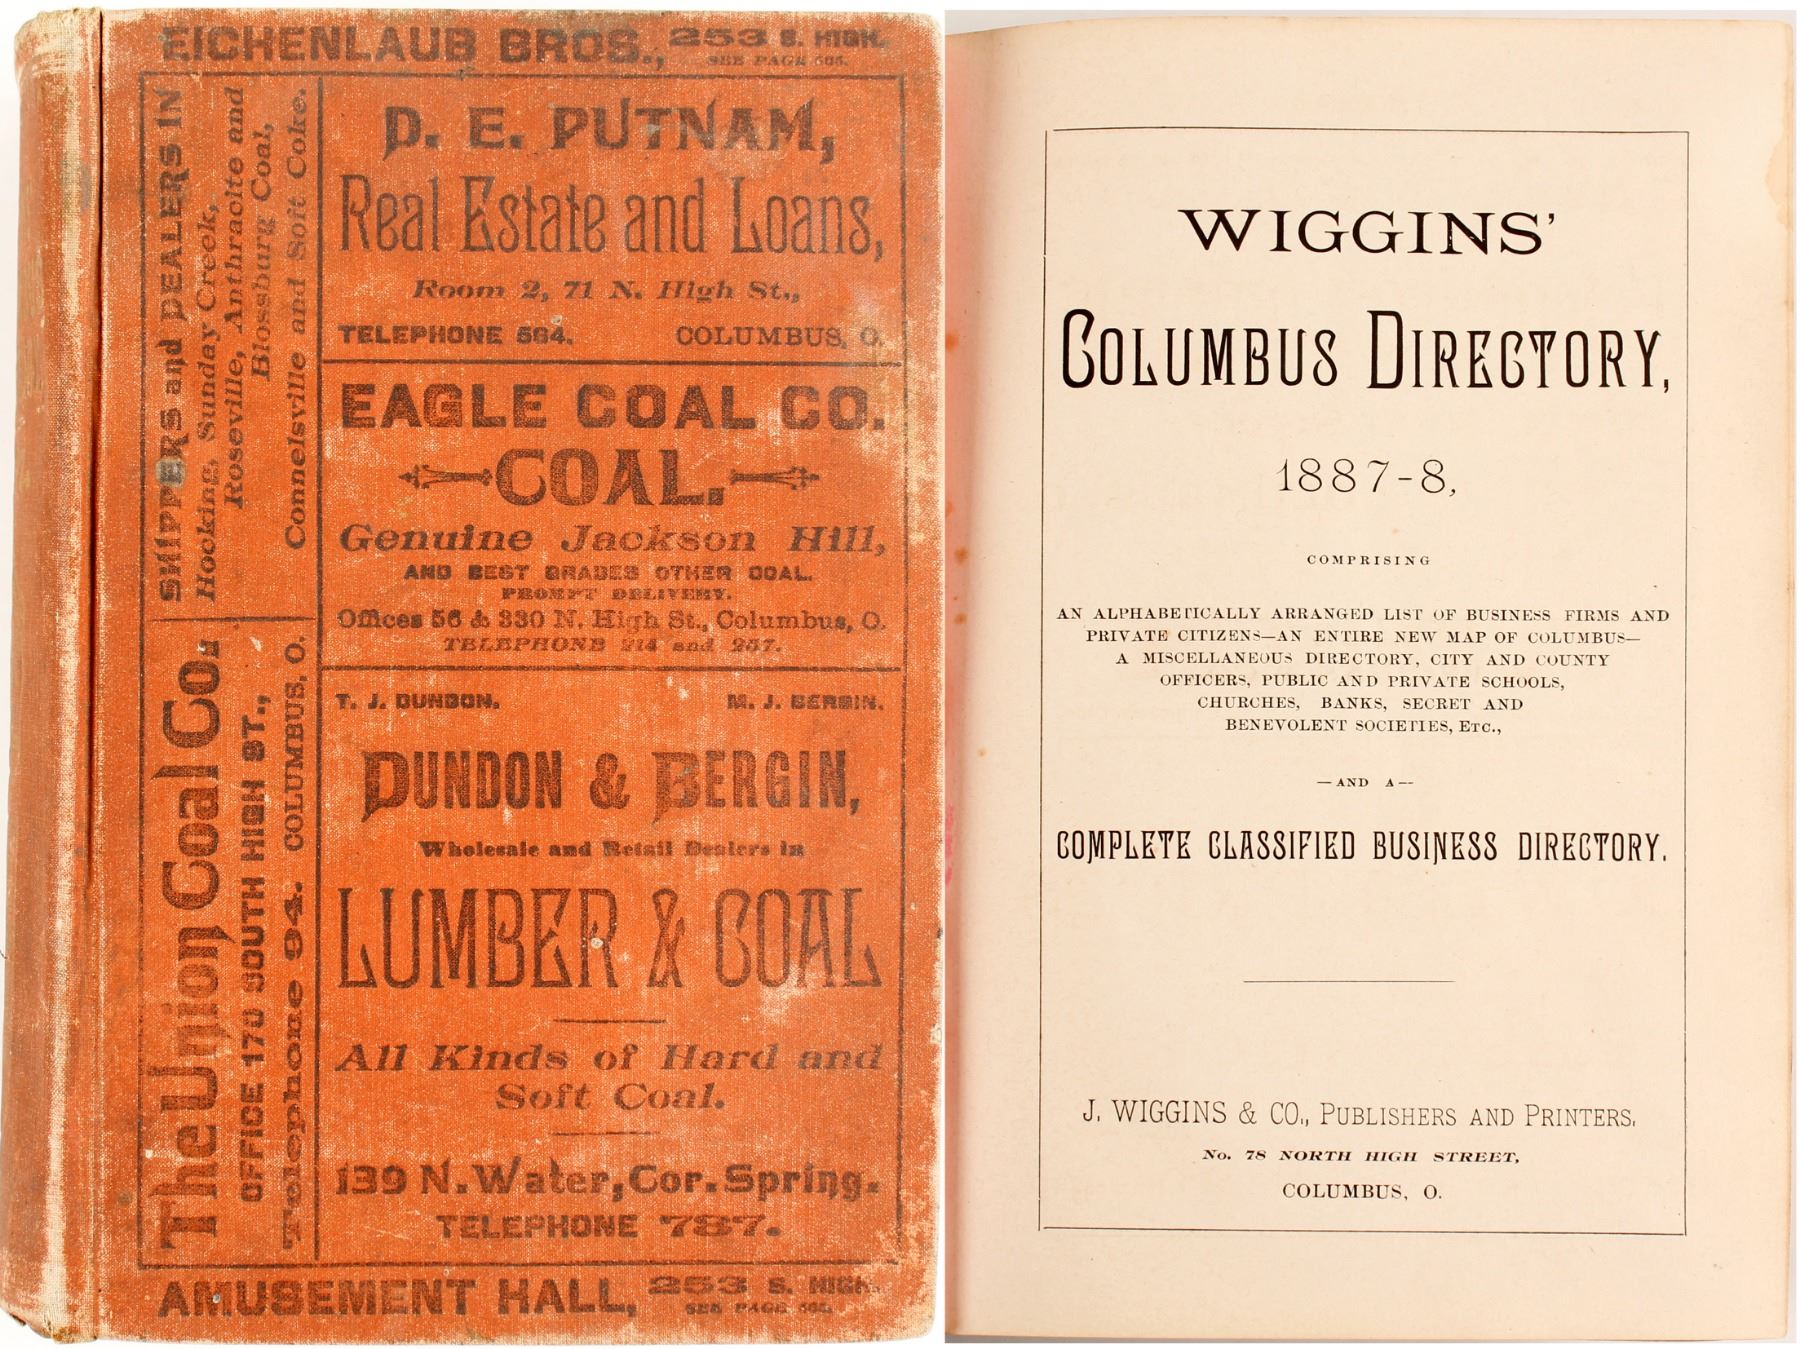 EICHENLAUB BROS., 253 S. HIGH.
SEE PAGE
SHIPPERS and DEALERS IN
Hocking, Sunday Creek,
Roseville, Anthracite and
Blossburg Coal,
Connelsville and Soft Coke.
The Union Coal Co.
OFFICE 170 SOUTH HIGH ST.,
Telephone 94. COLUMBUS, O.
D. E. PUTNAM,
Real Estate and Loans,
Room 2, 71 N. High St.,
TELEPHONE 564. COLUMBUS, O.
EAGLE COAL CO.
COAL.
Genuine Jackson Hill,
AND BEST GRADES OTHER COAL.
PROMPT DELIVERY.
Offices 56 & 330 N. High St., Columbus, O.
TELEPHONE 214 and 257.
T. J. DUNDON. M. J. BERGIN.
DUNDON & BERGIN,
Wholesale and Retail Dealers in
LUMBER & COAL
All Kinds of Hard and
Soft Coal.
139 N. Water, Cor. Spring.
TELEPHONE 787.
AMUSEMENT HALL, 253 S. HIGH.
SEE PAGE
WIGGINS'
COLUMBUS DIRECTORY,
1887-8,
COMPRISING
AN ALPHABETICALLY ARRANGED LIST OF BUSINESS FIRMS AND
PRIVATE CITIZENS—AN ENTIRE NEW MAP OF COLUMBUS—
A MISCELLANEOUS DIRECTORY, CITY AND COUNTY
OFFICERS, PUBLIC AND PRIVATE SCHOOLS,
CHURCHES, BANKS, SECRET AND
BENEVOLENT SOCIETIES, ETC.,
—AND A—
COMPLETE CLASSIFIED BUSINESS DIRECTORY.
J. WIGGINS & CO., PUBLISHERS AND PRINTERS,
No. 78 NORTH HIGH STREET,
COLUMBUS, O.